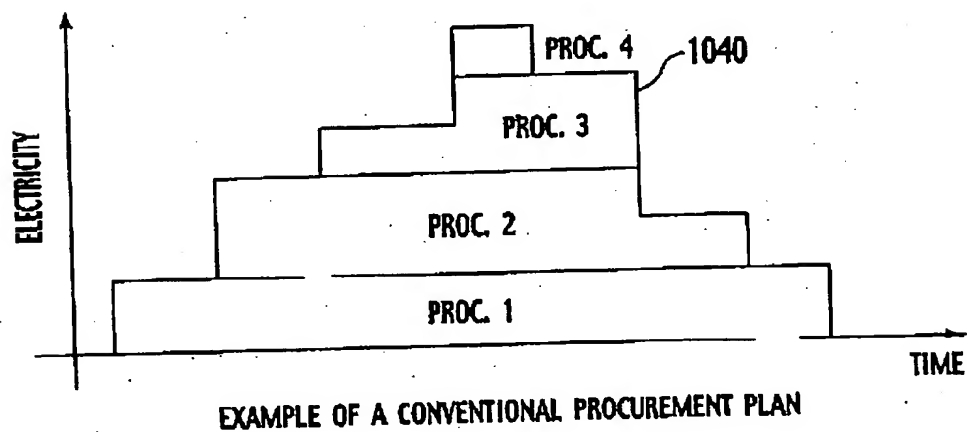 PROC. 4
1040
PROC. 3
ELECTRICITY
PROC. 2
PROC. 1
TIME
EXAMPLE OF A CONVENTIONAL PROCUREMENT PLAN